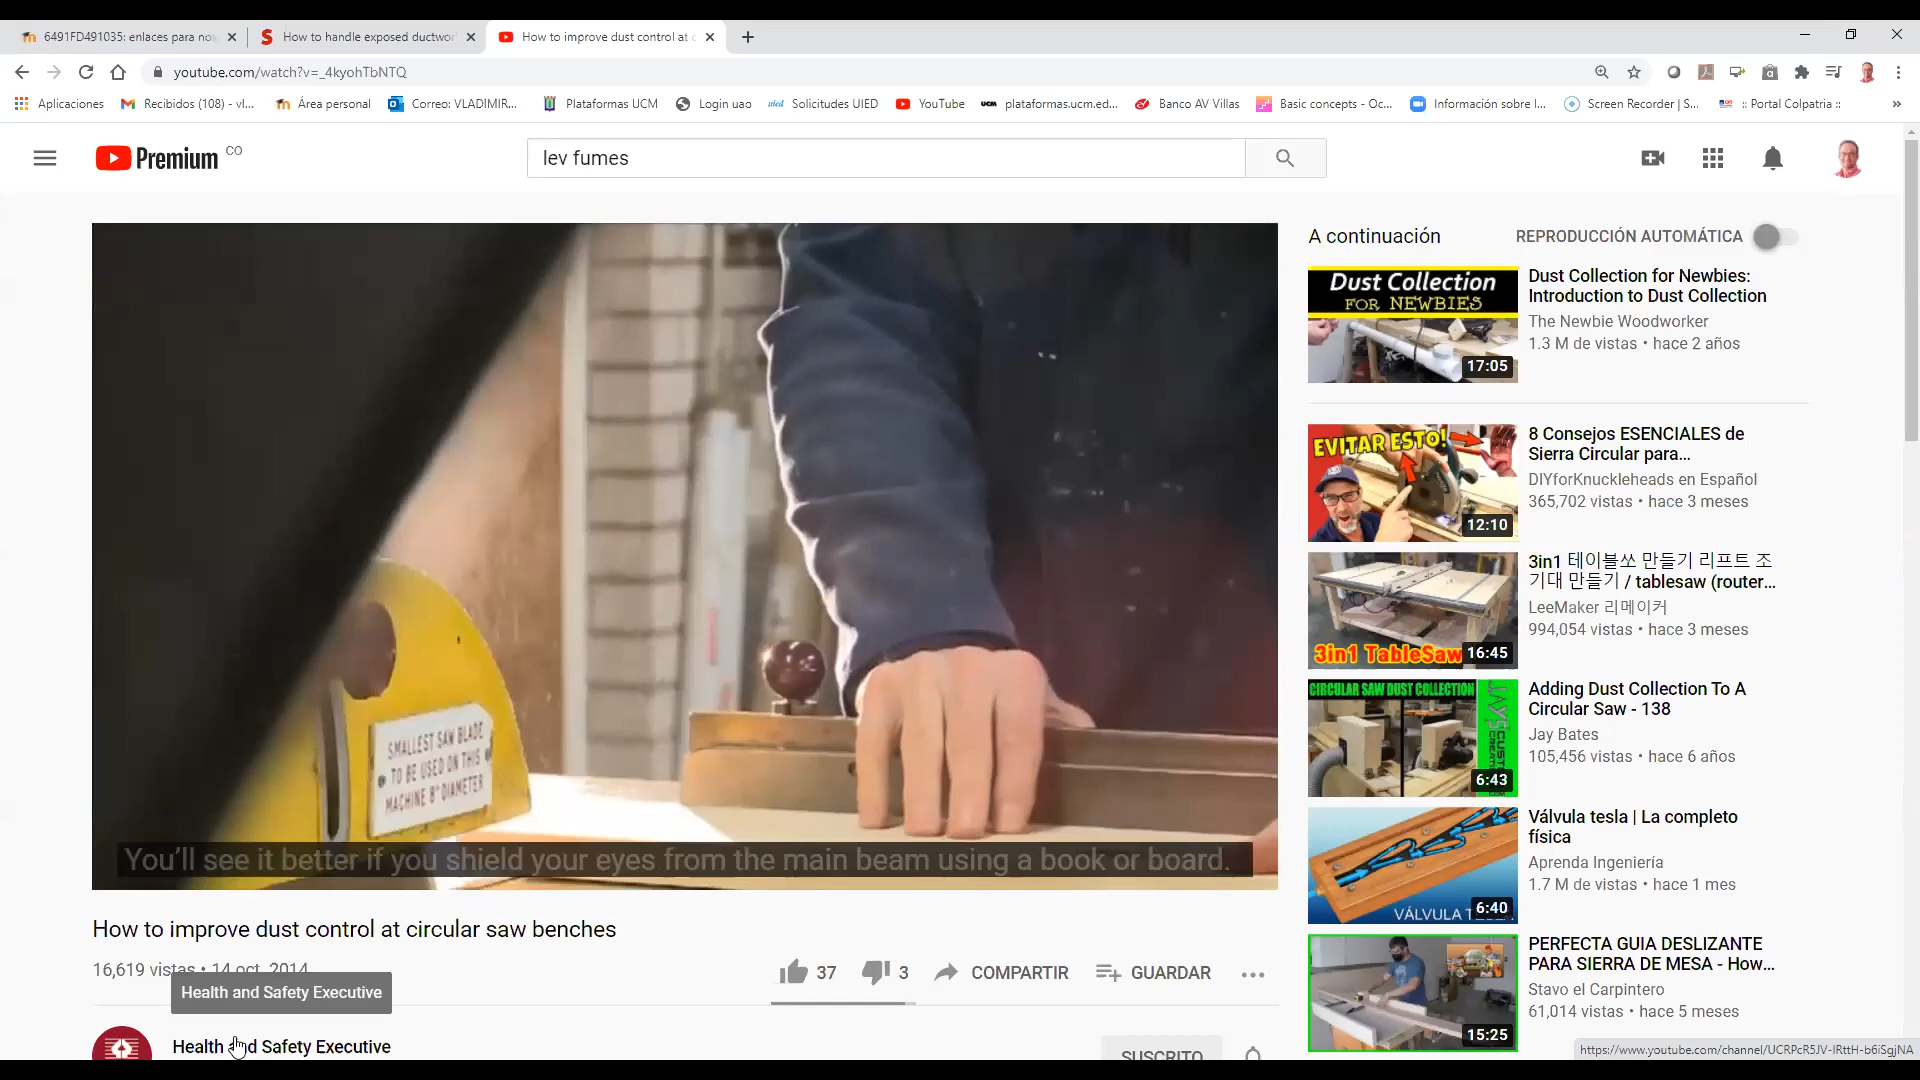 6491FD491035: enlaces para nov
How to handle exposed ductwor
How to improve dust control at c
youtube.com/watch?v=_4kyohTbNTQ
Aplicaciones
Recibidos (108) - vl...
Área personal
Correo: VLADIMIR...
Plataformas UCM
Login uao
uied Solicitudes UIED
YouTube
UCM plataformas.ucm.ed...
Banco AV Villas
Basic concepts - Oc...
Información sobre l...
Screen Recorder | S...
:: Portal Colpatria ::
»
Premium CO
lev fumes
SMALLEST SAW BLADE
TO BE USED ON THIS
MACHINE 8" DIAMETER
You'll see it better if you shield your eyes from the main beam using a book or board.
How to improve dust control at circular saw benches
16,619 vistas • 14 oct. 2014
37
3
COMPARTIR
GUARDAR
Health and Safety Executive
Health and Safety Executive
SUSCRITO
A continuación
REPRODUCCIÓN AUTOMÁTICA
Dust Collection
FOR NEWBIES
17:05
Dust Collection for Newbies:
Introduction to Dust Collection
The Newbie Woodworker
1.3 M de vistas • hace 2 años
EVITAR ESTO!
12:10
8 Consejos ESENCIALES de
Sierra Circular para...
DIYforKnuckleheads en Español
365,702 vistas • hace 3 meses
3in1 TableSaw
16:45
3in1 테이블쏘 만들기 리프트 조
기대 만들기 / tablesaw (router...
LeeMaker 리메이커
994,054 vistas • hace 3 meses
CIRCULAR SAW DUST COLLECTION
JAYS CUSTOM CREATIONS
6:43
Adding Dust Collection To A
Circular Saw - 138
Jay Bates
105,456 vistas • hace 6 años
VÁLVULA T
6:40
Válvula tesla | La completo
física
Aprenda Ingeniería
1.7 M de vistas • hace 1 mes
15:25
PERFECTA GUIA DESLIZANTE
PARA SIERRA DE MESA - How...
Stavo el Carpintero
61,014 vistas • hace 5 meses
https://www.youtube.com/channel/UCRPcR5JV-IRttH-b6iSgjNA